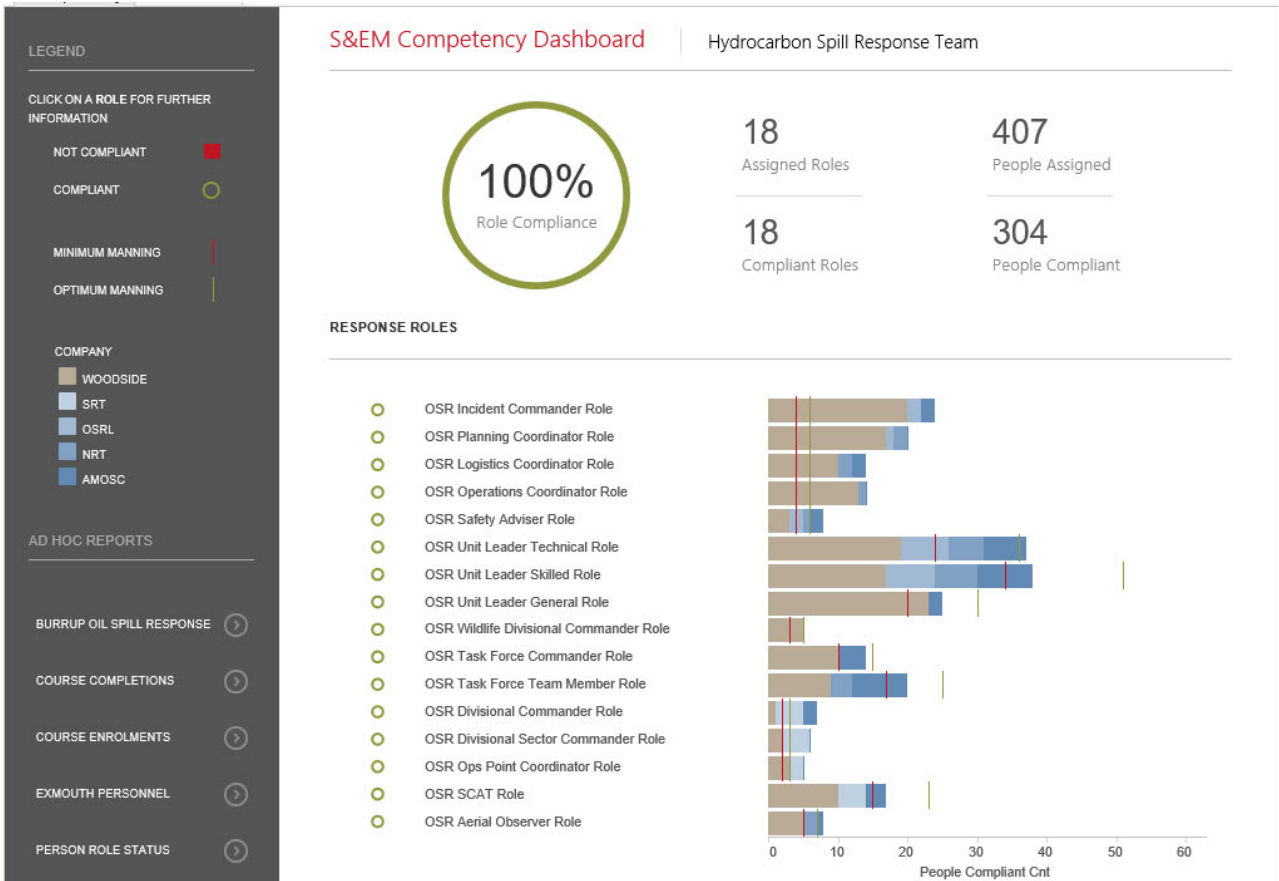 LEGEND
CLICK ON A ROLE FOR FURTHER
INFORMATION
NOT COMPLIANT
COMPLIANT
MINIMUM MANNING
OPTIMUM MANNING
COMPANY
WOODSIDE
SRT
OSRL
NRT
AMOSC
AD HOC REPORTS
BURRUP OIL SPILL RESPONSE
COURSE COMPLETIONS
COURSE ENROLMENTS
EXMOUTH PERSONNEL
PERSON ROLE STATUS
S&EM Competency Dashboard
Hydrocarbon Spill Response Team
100%
Role Compliance
18
Assigned Roles
407
People Assigned
18
Compliant Roles
304
People Compliant
RESPONSE ROLES
OSR Incident Commander Role
OSR Planning Coordinator Role
OSR Logistics Coordinator Role
OSR Operations Coordinator Role
OSR Safety Adviser Role
OSR Unit Leader Technical Role
OSR Unit Leader Skilled Role
OSR Unit Leader General Role
OSR Wildlife Divisional Commander Role
OSR Task Force Commander Role
OSR Task Force Team Member Role
OSR Divisional Commander Role
OSR Divisional Sector Commander Role
OSR Ops Point Coordinator Role
OSR SCAT Role
OSR Aerial Observer Role
0 10 20 30 40 50 60
People Compliant Cnt